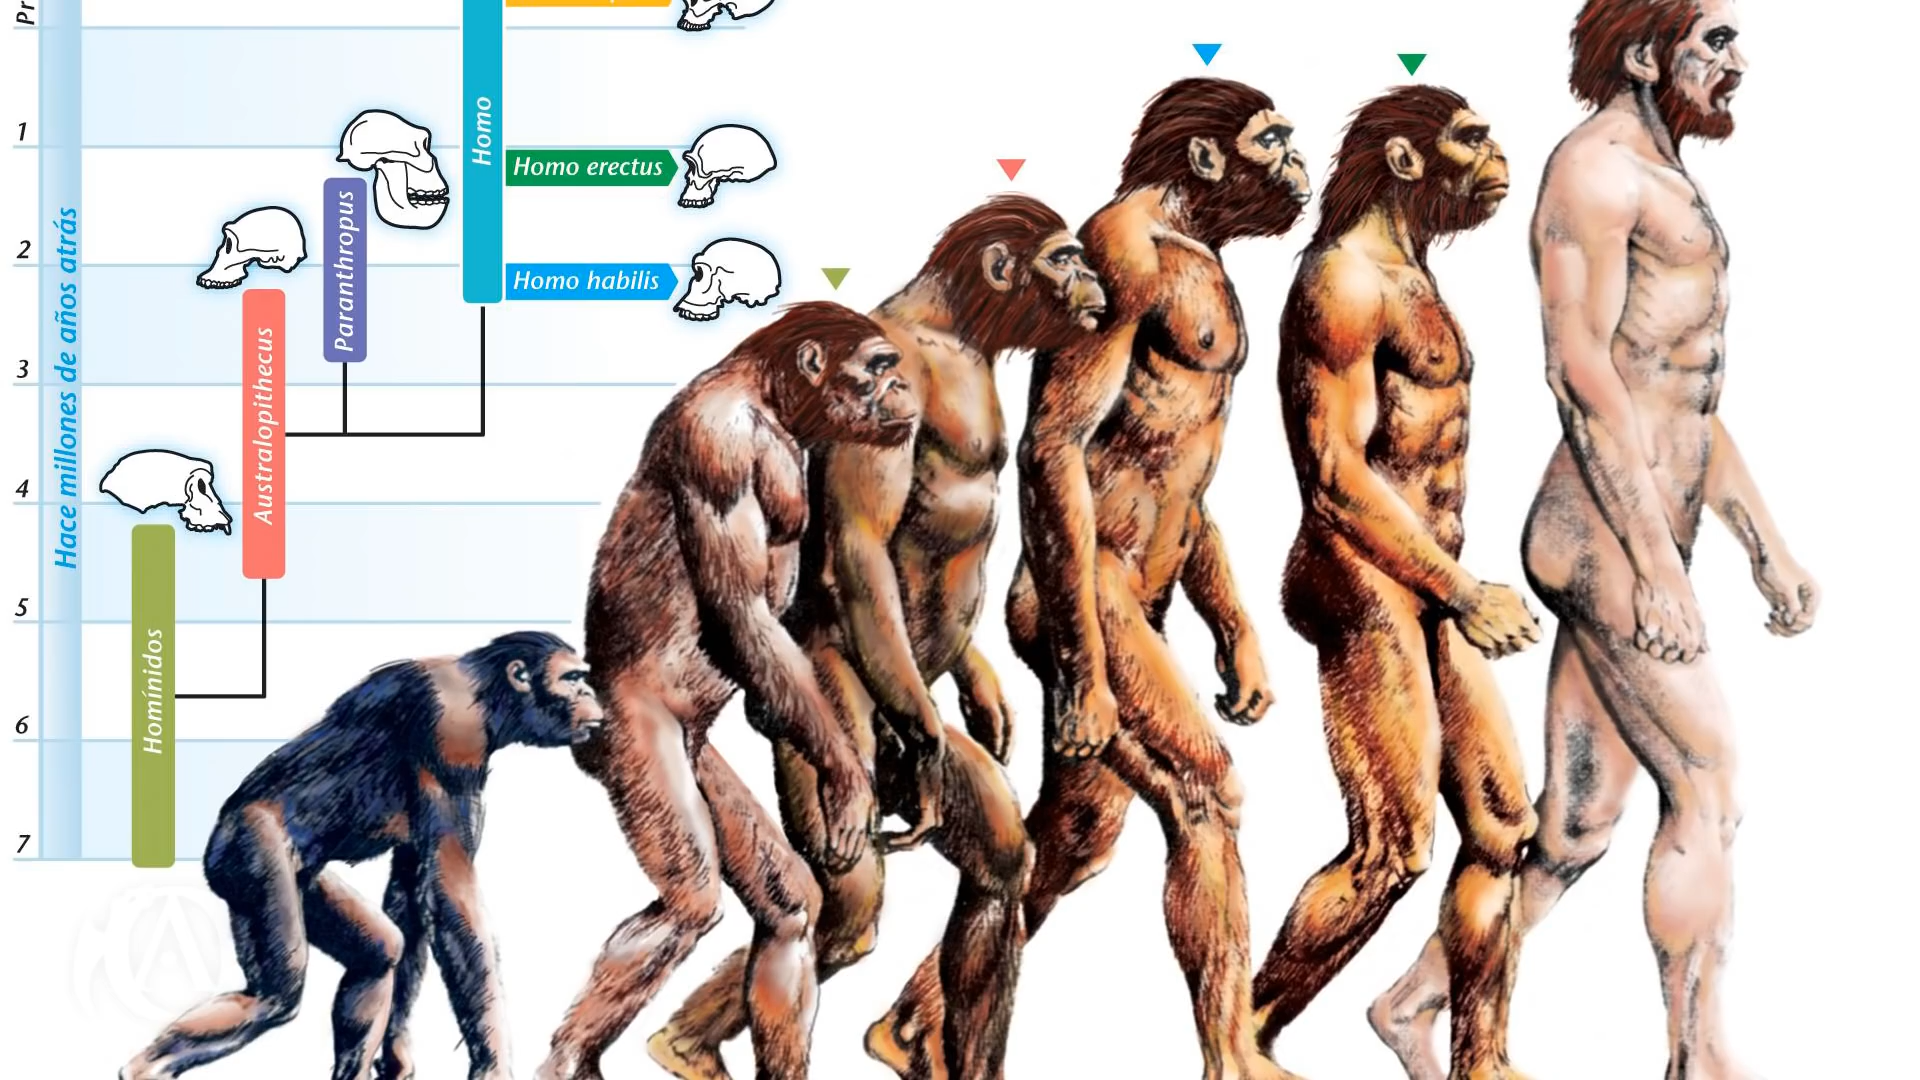 Pr
1
2
3
4
5
6
7
Hace millones de años atrás
Homínidos
Australopithecus
Paranthropus
Homo
Homo erectus
Homo habilis